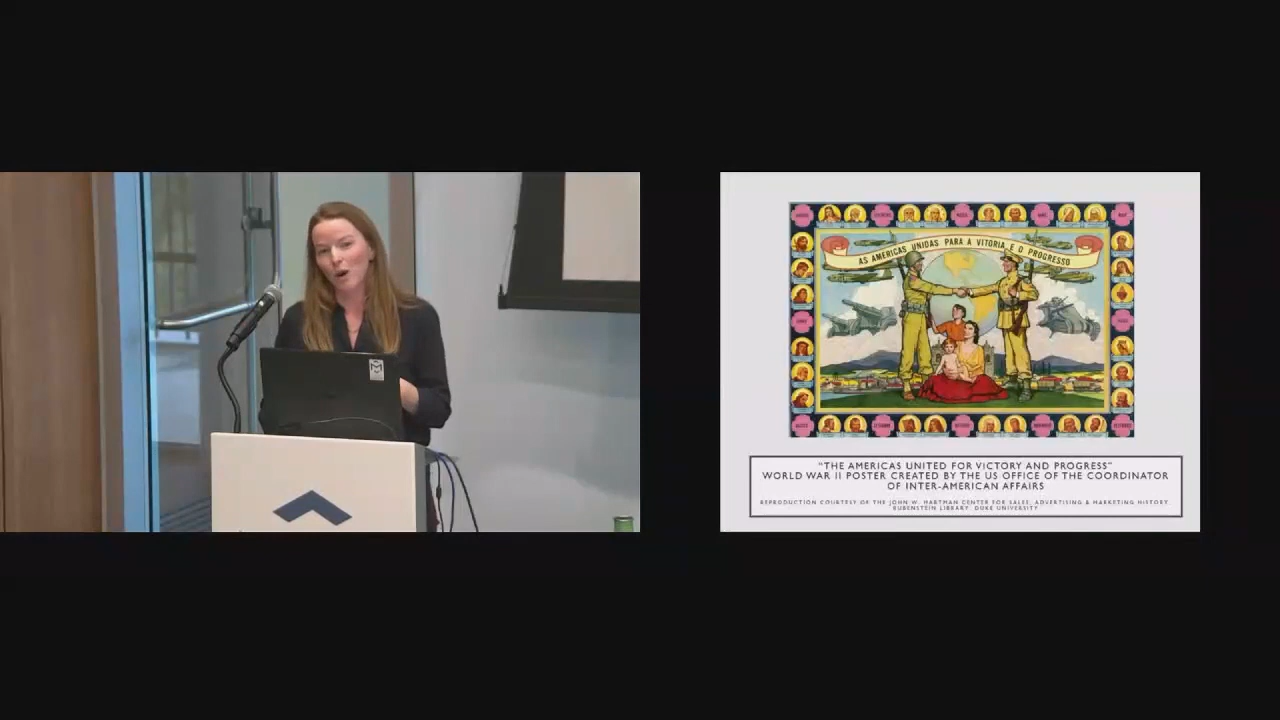 AS AMERICAS UNIDAS PARA A VITORIA E O PROGRESSO
"THE AMERICAS UNITED FOR VICTORY AND PROGRESS"
WORLD WAR II POSTER CREATED BY THE US OFFICE OF THE COORDINATOR
OF INTER-AMERICAN AFFAIRS
REPRODUCTION COURTESY OF THE JOHN W. HARTMAN CENTER FOR SALES, ADVERTISING & MARKETING HISTORY
RUBENSTEIN LIBRARY, DUKE UNIVERSITY